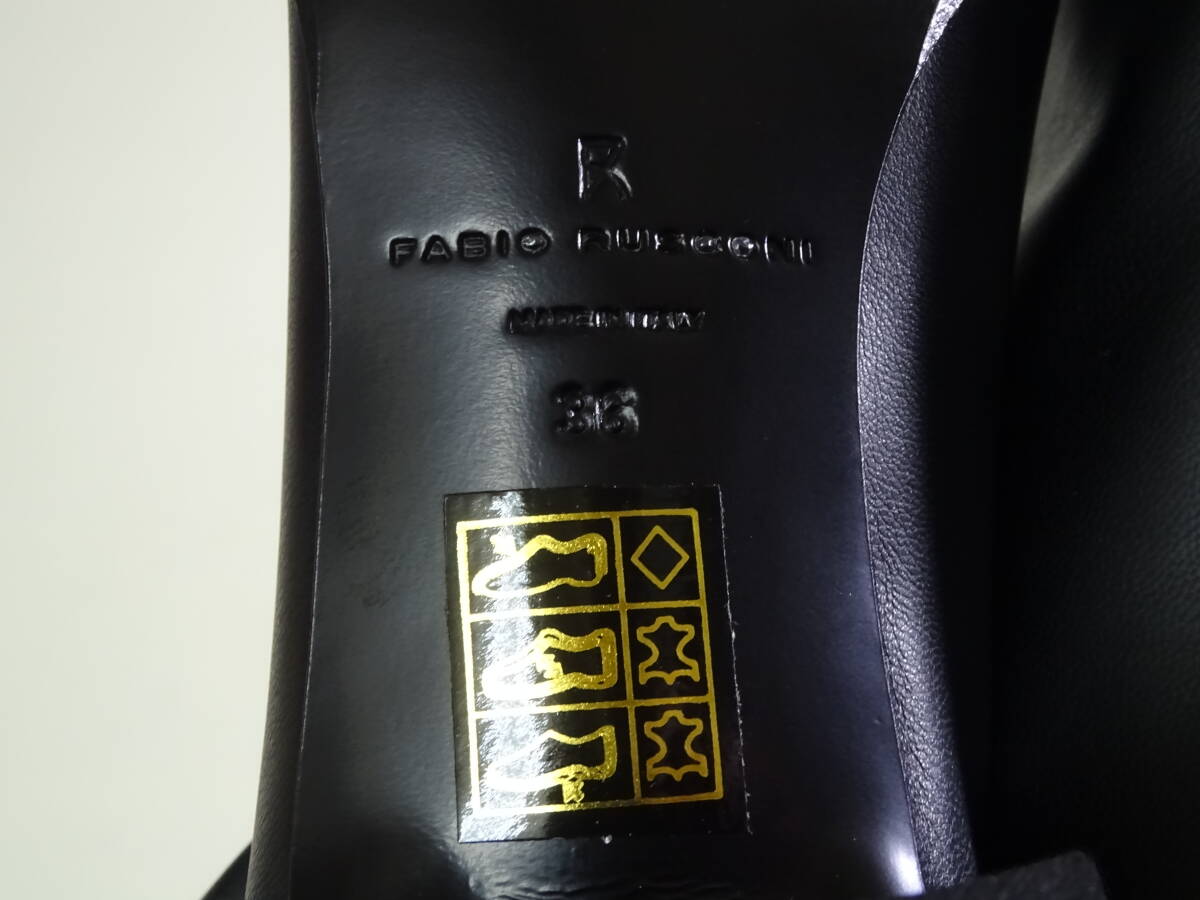 R
FABIO RUSCONI
MADE IN ITALY
36